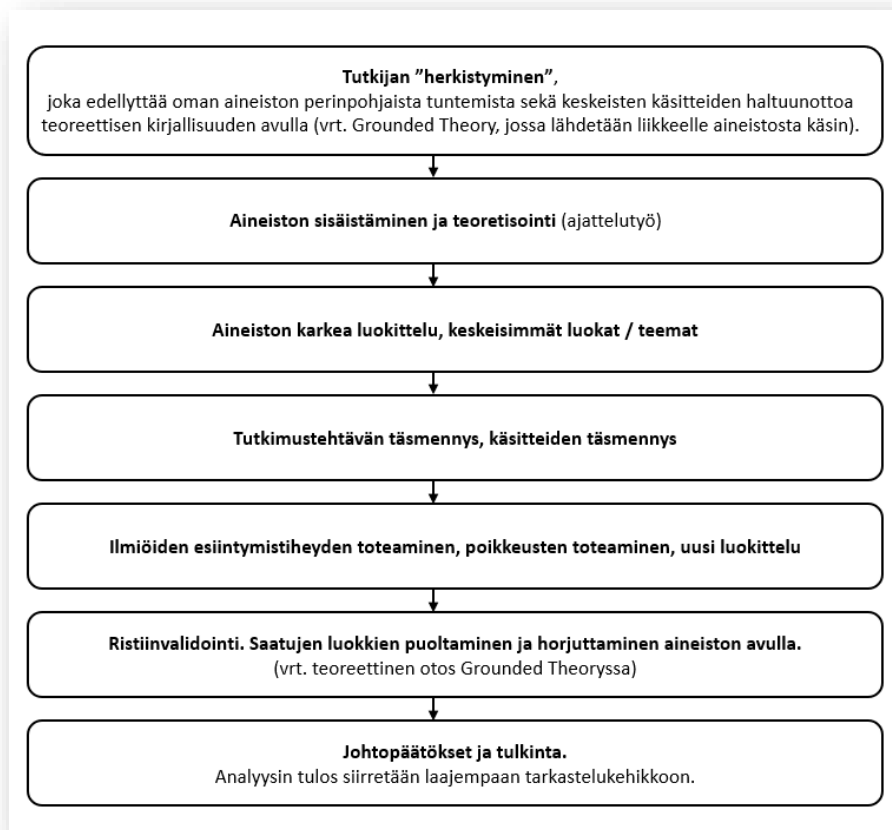 Tutkijan ”herkistyminen”,
joka edellyttää oman aineiston perinpohjaista tuntemista sekä keskeisten käsitteiden haltuunottoa
teoreettisen kirjallisuuden avulla (vrt. Grounded Theory, jossa lähdetään liikkeelle aineistosta käsin).
Aineiston sisäistäminen ja teoretisointi (ajattelutyö)
Aineiston karkea luokittelu, keskeisimmät luokat / teemat
Tutkimustehtävän täsmennys, käsitteiden täsmennys
Ilmiöiden esiintymistiheyden toteaminen, poikkeusten toteaminen, uusi luokittelu
Ristiinvalidointi. Saatujen luokkien puoltaminen ja horjuttaminen aineiston avulla.
(vrt. teoreettinen otos Grounded Theoryssa)
Johtopäätökset ja tulkinta.
Analyysin tulos siirretään laajempaan tarkastelukehikkoon.